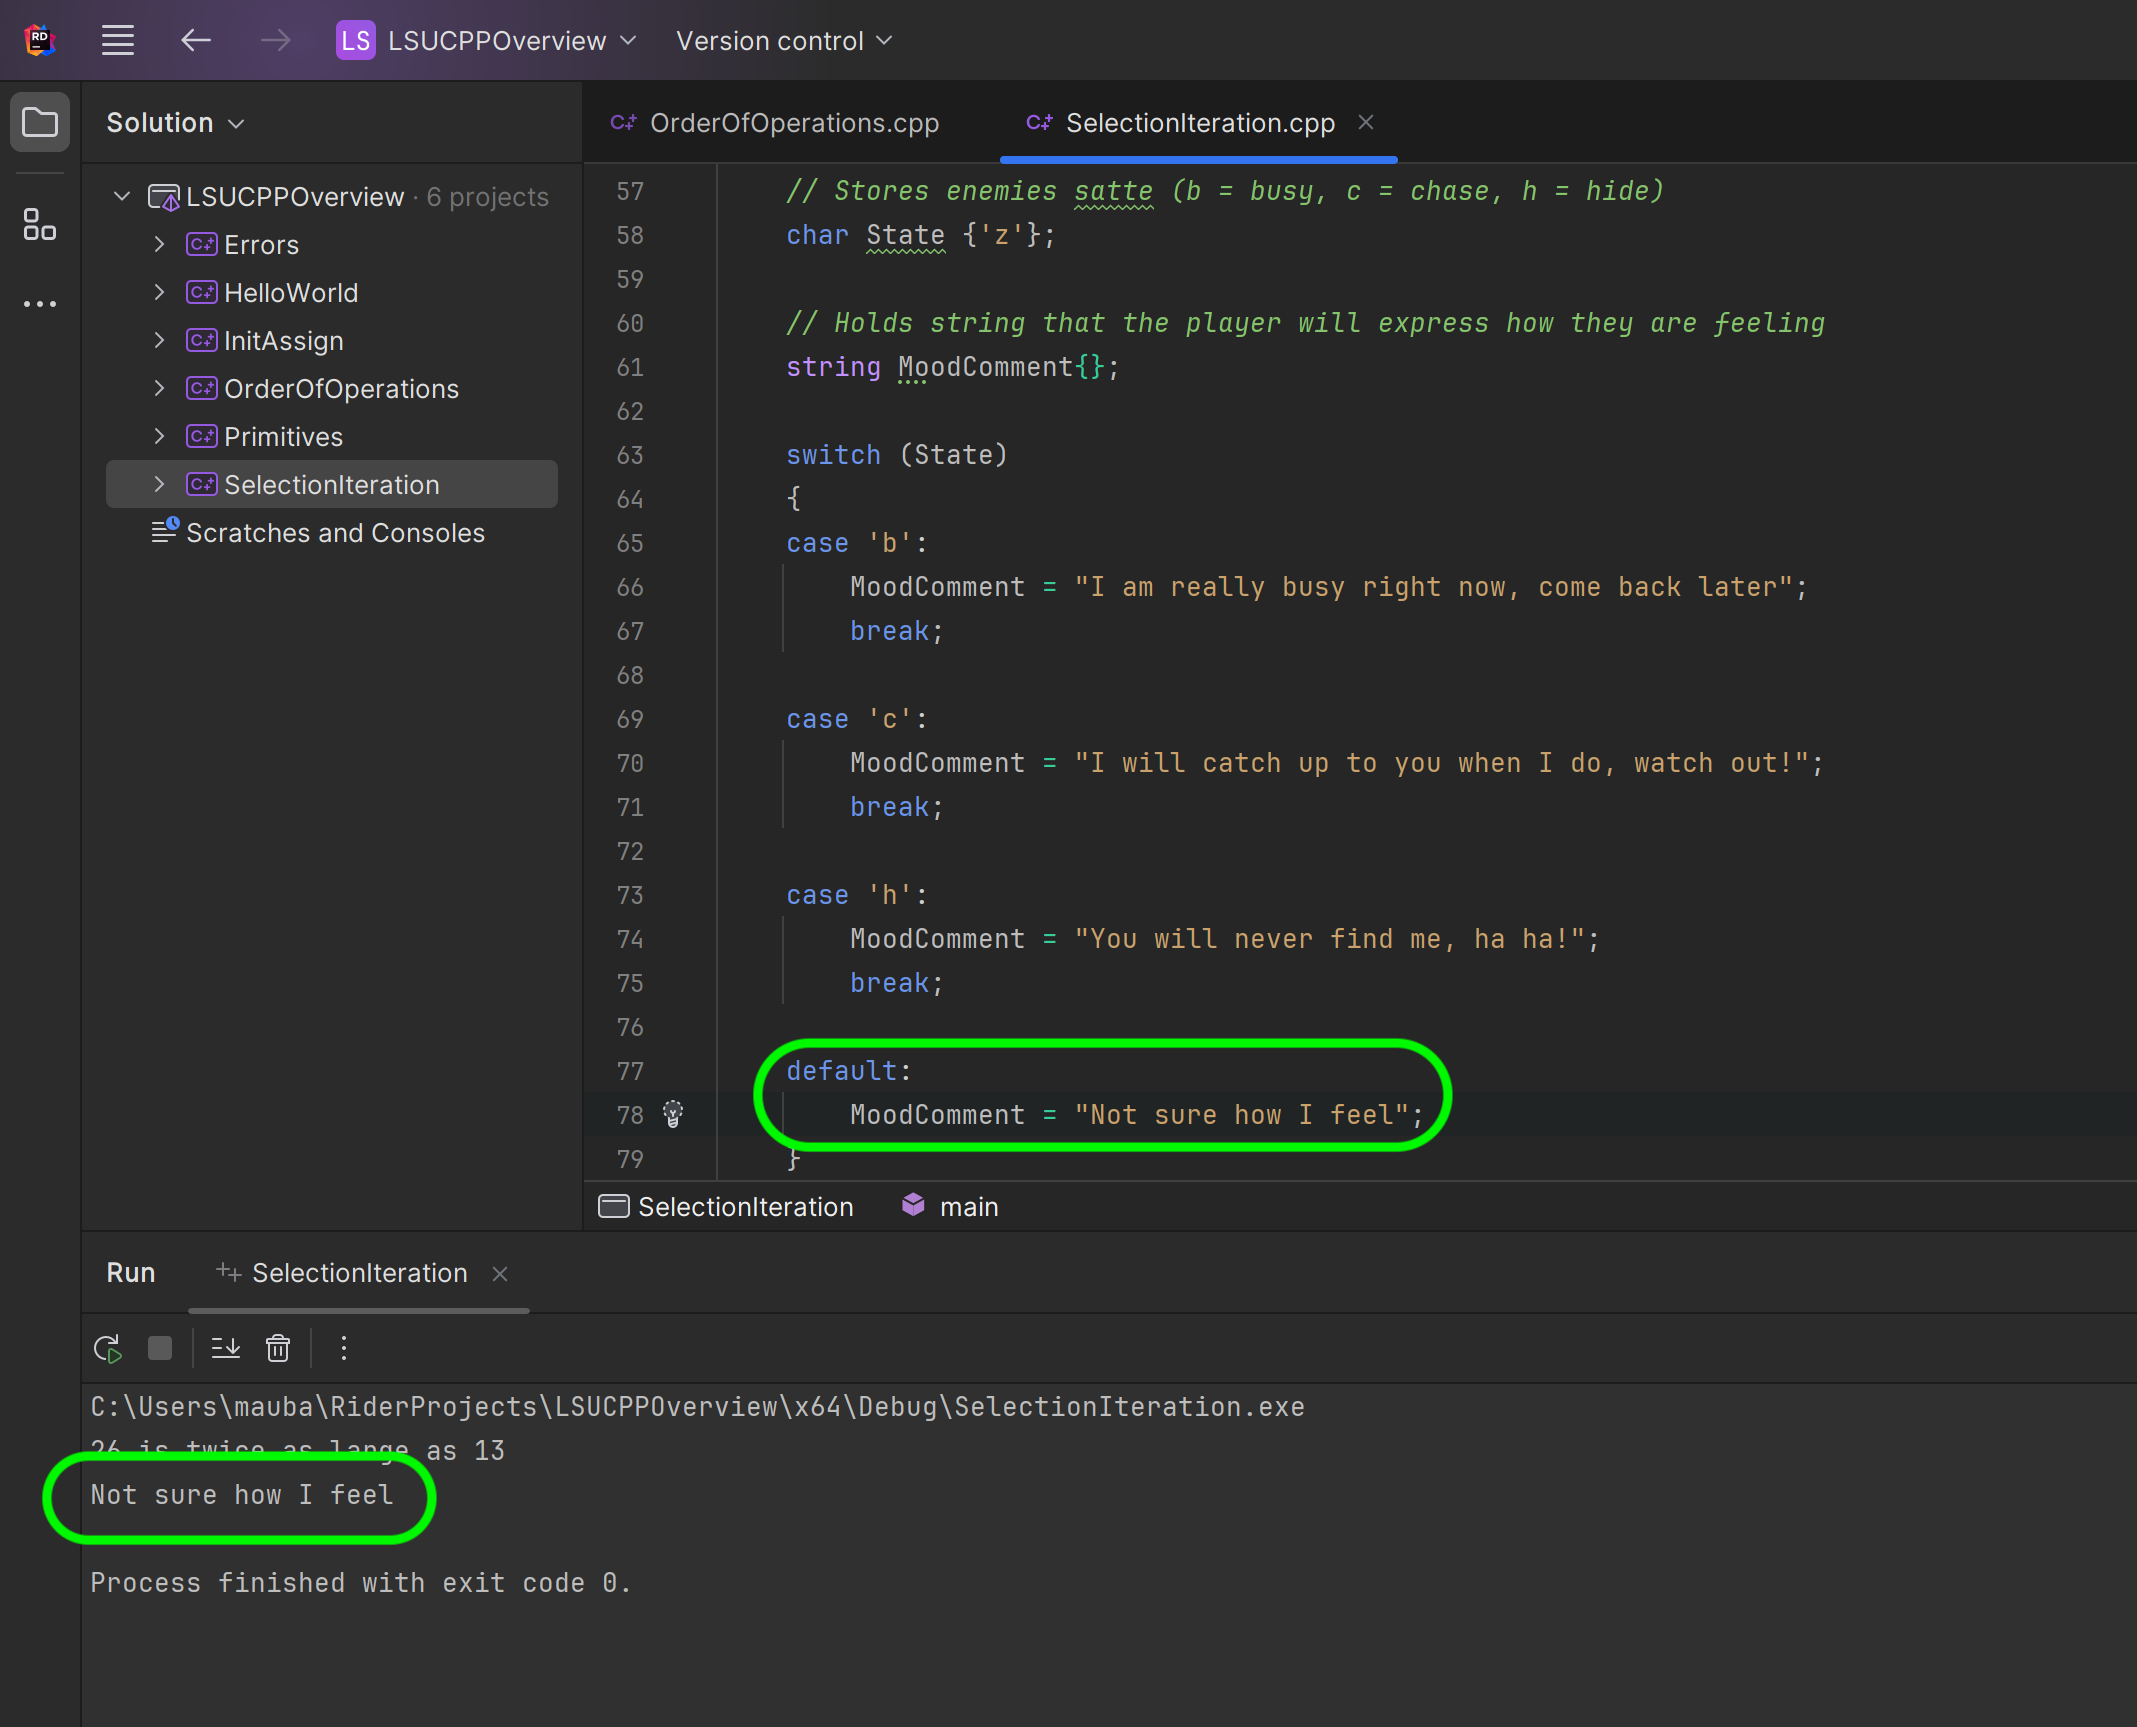 RD
LS LSUCPPOverview Version control
Solution
OrderOfOperations.cpp SelectionIteration.cpp
LSUCPPOverview · 6 projects
Errors
HelloWorld
InitAssign
OrderOfOperations
Primitives
SelectionIteration
Scratches and Consoles
57 // Stores enemies satte (b = busy, c = chase, h = hide)
58 char State {'z'};
59
60 // Holds string that the player will express how they are feeling
61 string MoodComment{};
62
63 switch (State)
64 {
65 case 'b':
66 MoodComment = "I am really busy right now, come back later";
67 break;
68
69 case 'c':
70 MoodComment = "I will catch up to you when I do, watch out!";
71 break;
72
73 case 'h':
74 MoodComment = "You will never find me, ha ha!";
75 break;
76
77 default:
78 MoodComment = "Not sure how I feel";
79 }
SelectionIteration main
Run SelectionIteration
C:\Users\mauba\RiderProjects\LSUCPPOverview\x64\Debug\SelectionIteration.exe
26 is twice as large as 13
Not sure how I feel
Process finished with exit code 0.